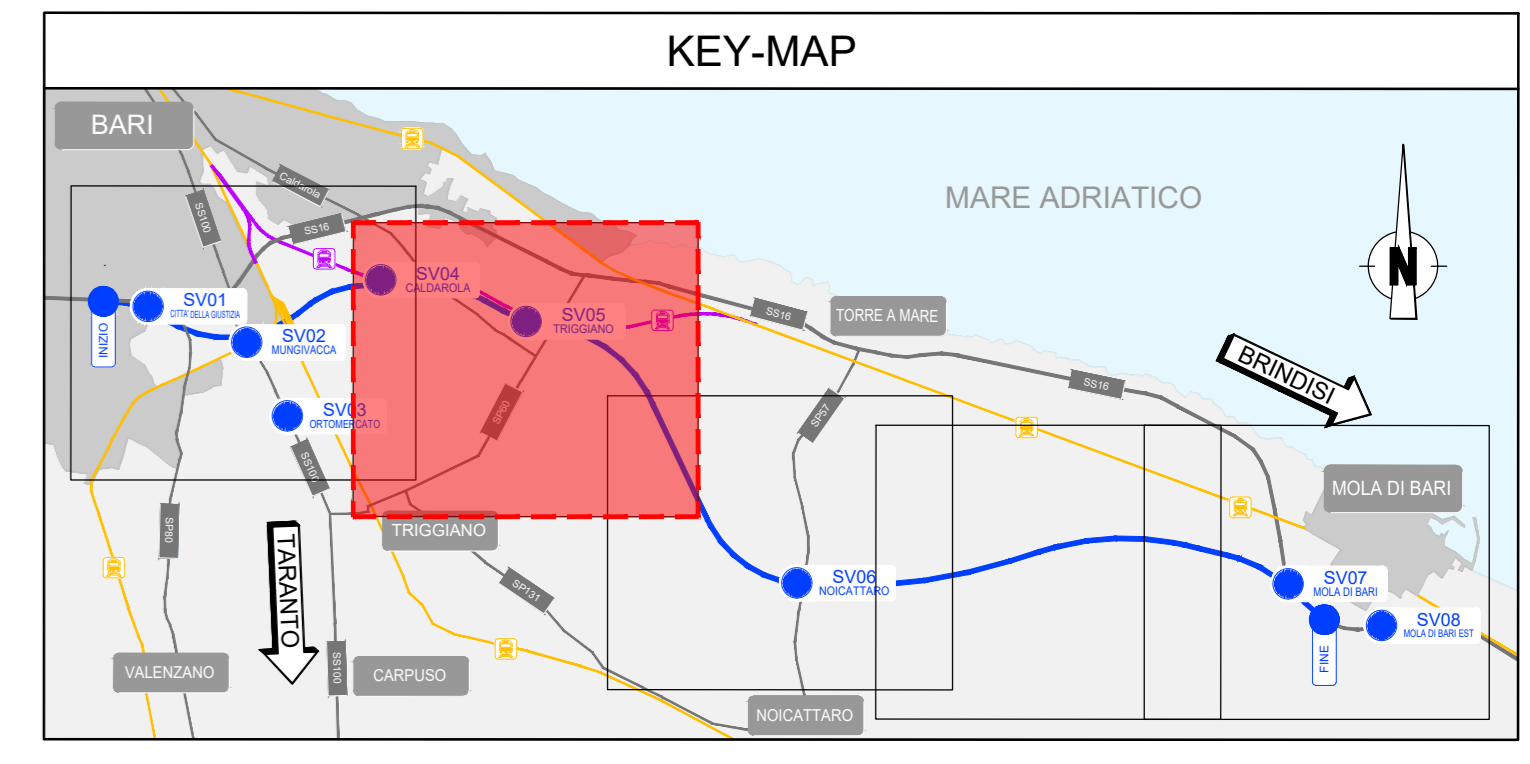 KEY-MAP
BARI
Caldarola
SS100
SS16
MARE ADRIATICO
N
SV04
CALDAROLA
SV01
CITTA' DELLA GIUSTIZIA
INIZIO
SV02
MUNGIVACCA
SV05
TRIGGIANO
SS16
TORRE A MARE
BRINDISI
SS16
SV03
ORTOMERCATO
SP60
SP57
SS100
MOLA DI BARI
SP80
TARANTO
TRIGGIANO
SP131
SV06
NOICATTARO
SV07
MOLA DI BARI
SV08
MOLA DI BARI EST
FINE
VALENZANO
SS100
CARPUSO
NOICATTARO